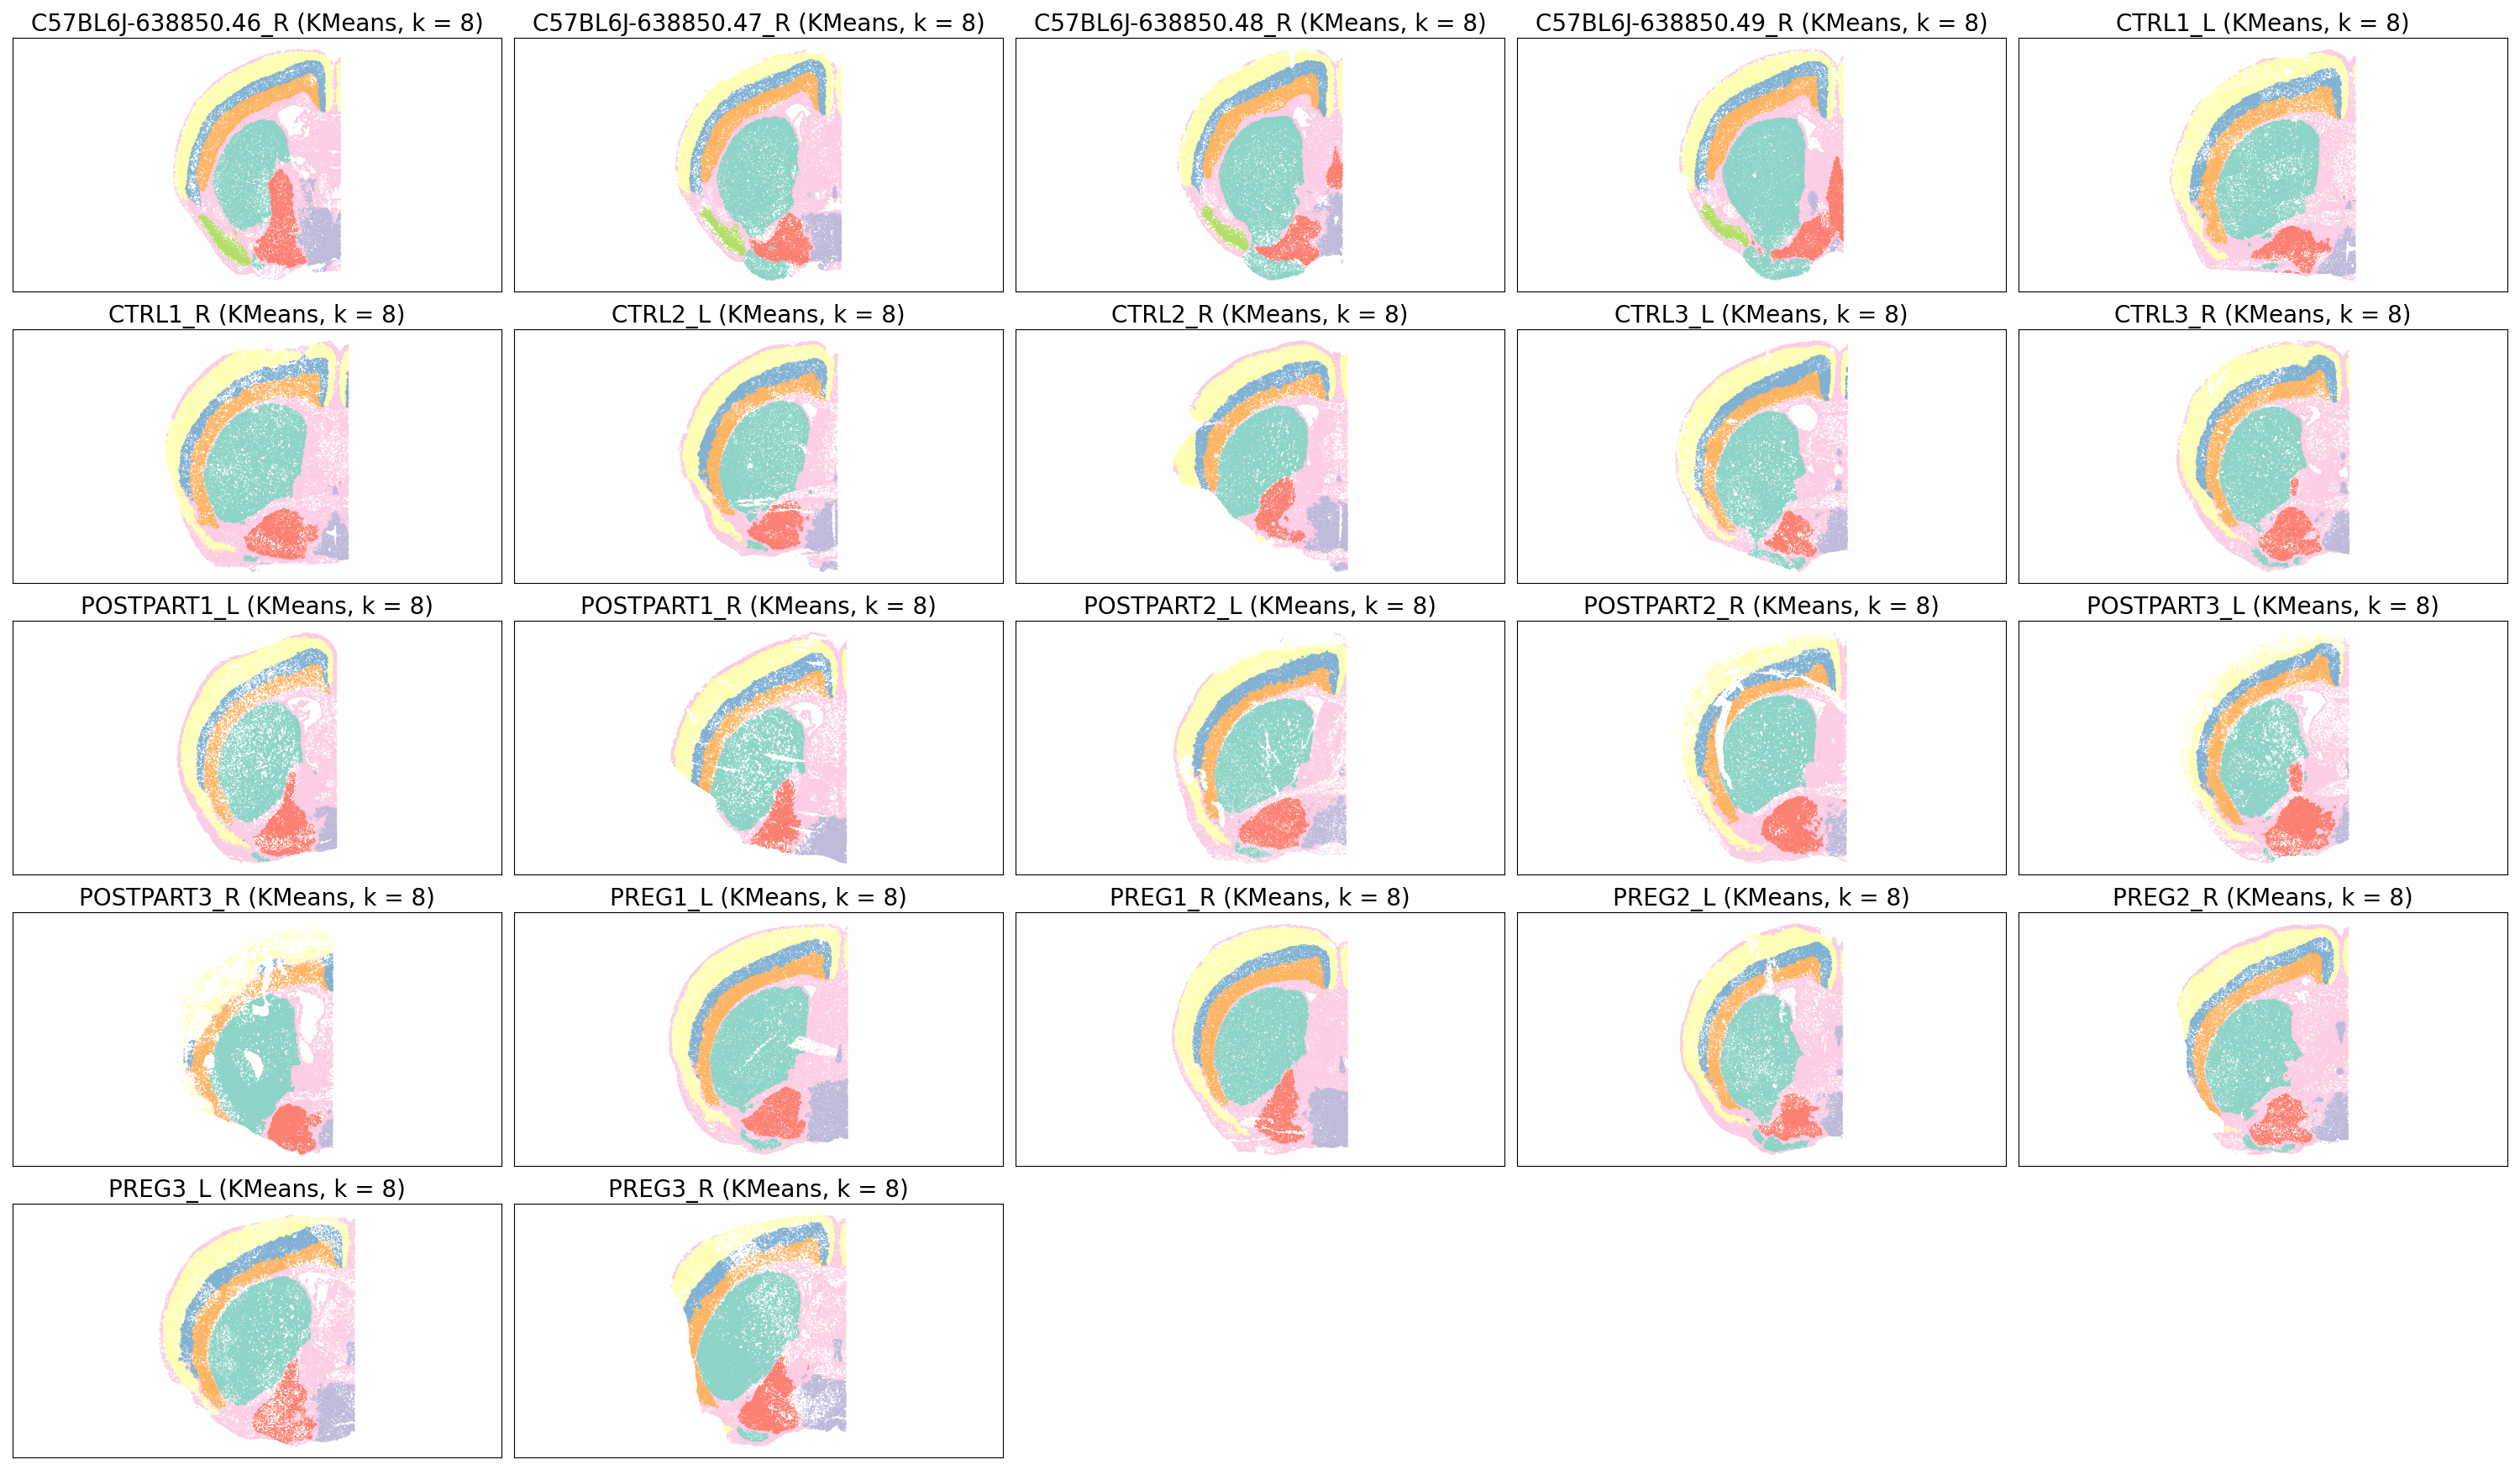 C57BL6J-638850.46_R (KMeans, k = 8)
C57BL6J-638850.47_R (KMeans, k = 8)
C57BL6J-638850.48_R (KMeans, k = 8)
C57BL6J-638850.49_R (KMeans, k = 8)
CTRL1_L (KMeans, k = 8)
CTRL1_R (KMeans, k = 8)
CTRL2_L (KMeans, k = 8)
CTRL2_R (KMeans, k = 8)
CTRL3_L (KMeans, k = 8)
CTRL3_R (KMeans, k = 8)
POSTPART1_L (KMeans, k = 8)
POSTPART1_R (KMeans, k = 8)
POSTPART2_L (KMeans, k = 8)
POSTPART2_R (KMeans, k = 8)
POSTPART3_L (KMeans, k = 8)
POSTPART3_R (KMeans, k = 8)
PREG1_L (KMeans, k = 8)
PREG1_R (KMeans, k = 8)
PREG2_L (KMeans, k = 8)
PREG2_R (KMeans, k = 8)
PREG3_L (KMeans, k = 8)
PREG3_R (KMeans, k = 8)